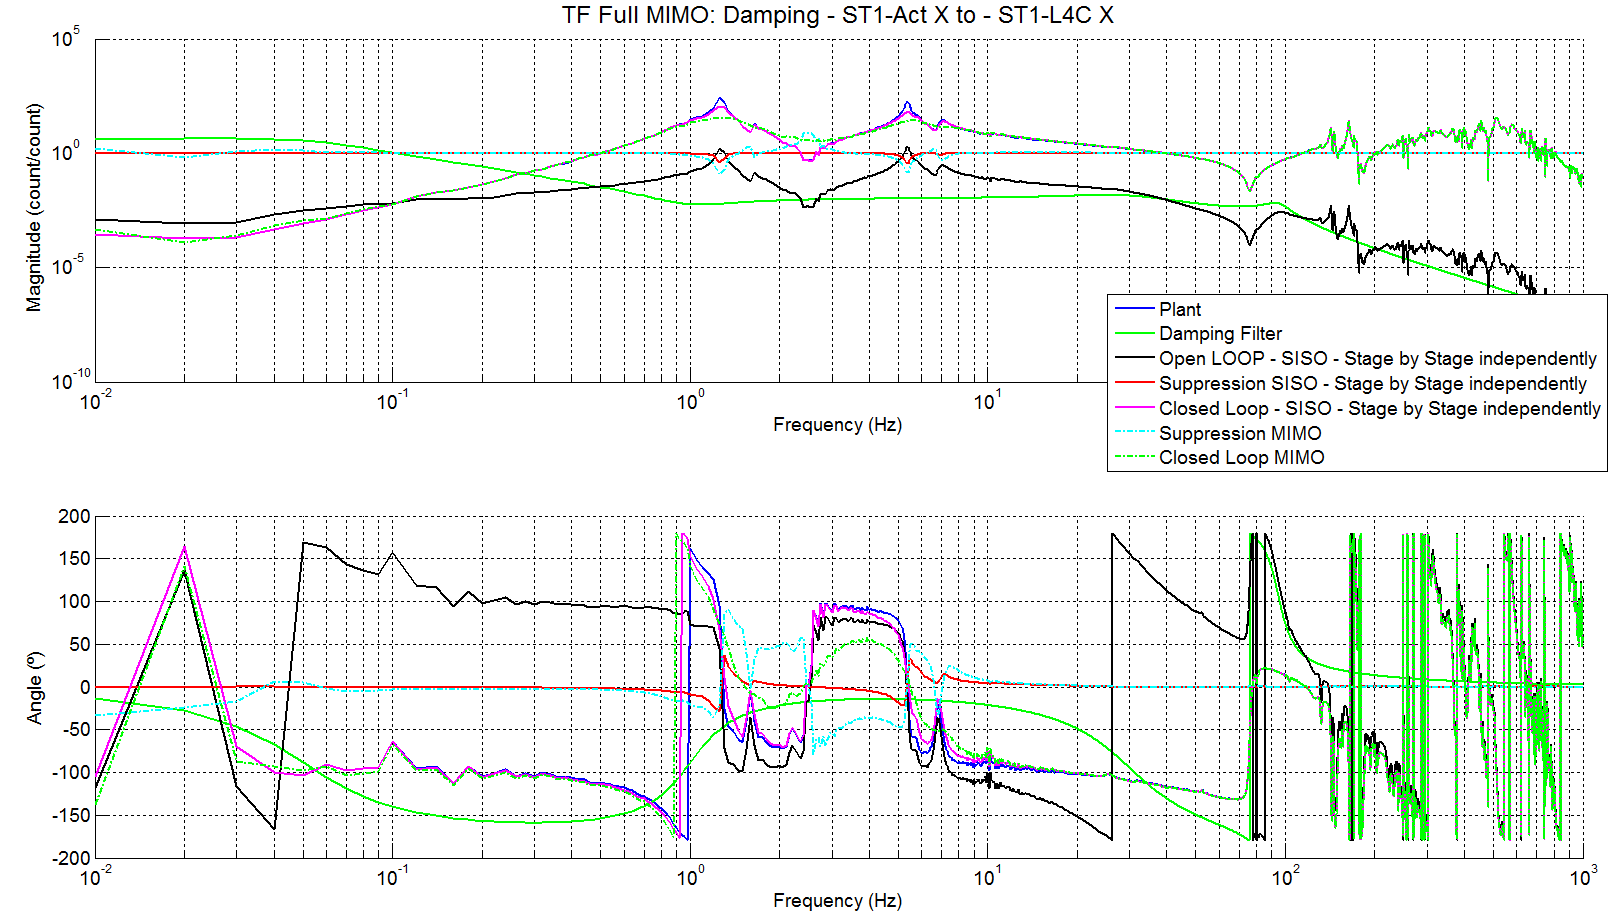 TF Full MIMO: Damping - ST1-Act X to - ST1-L4C X
Magnitude (count/count)
10^5
10^0
10^-5
10^-10
10^-2 10^-1 10^0 10^1
Frequency (Hz)
Plant
Damping Filter
Open LOOP - SISO - Stage by Stage independently
Suppression SISO - Stage by Stage independently
Closed Loop - SISO - Stage by Stage independently
Suppression MIMO
Closed Loop MIMO
Angle (º)
200
150
100
50
0
-50
-100
-150
-200
10^-2 10^-1 10^0 10^1 10^2 10^3
Frequency (Hz)